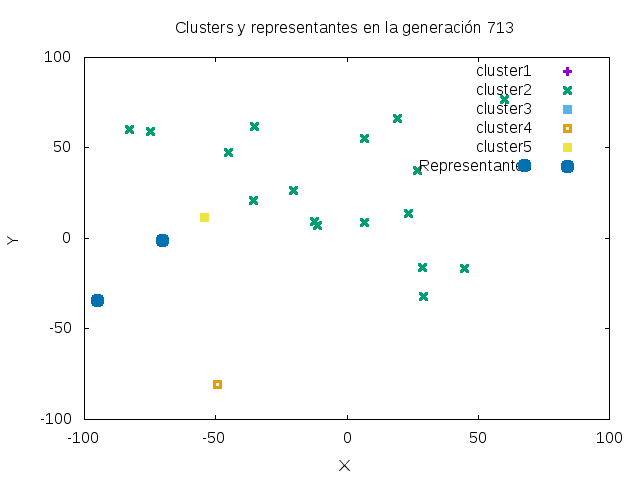 Clusters y representantes en la generación 713
100
50
0
-50
-100
-100
-50
0
50
100
Y
X
cluster1
cluster2
cluster3
cluster4
cluster5
Representantes